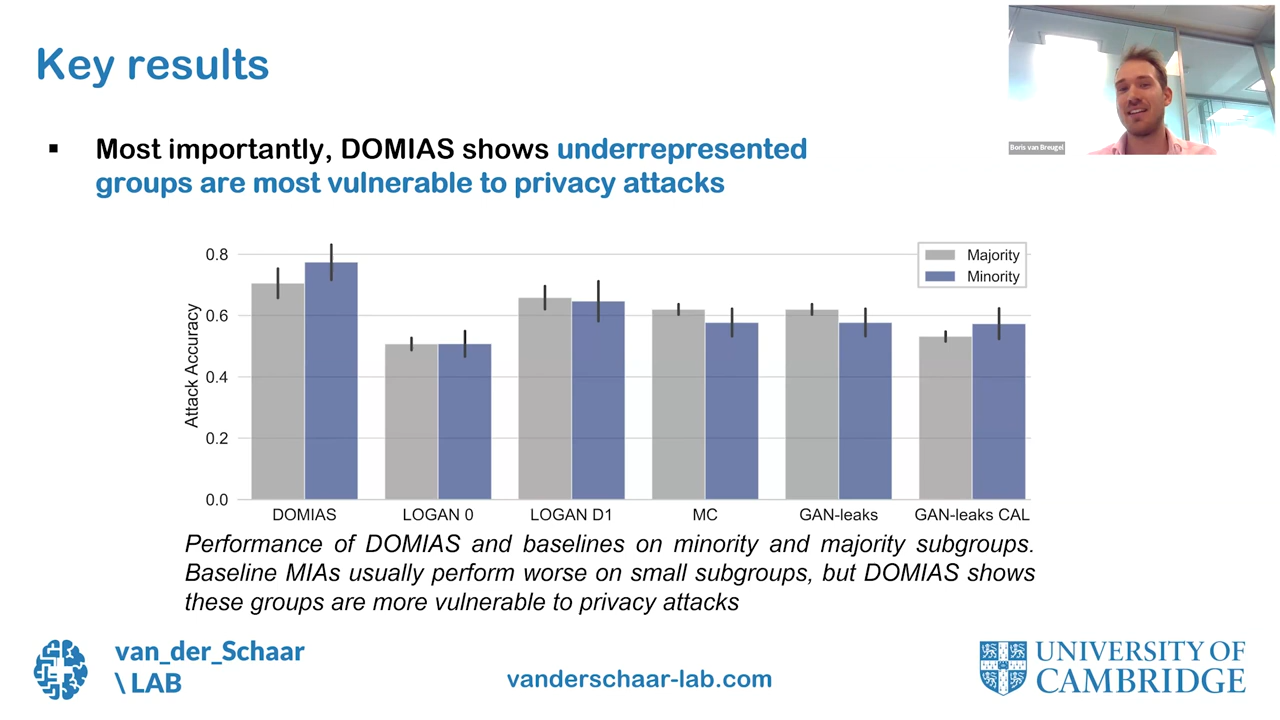 Key results
Boris van Breugel
▪ Most importantly, DOMIAS shows underrepresented
groups are most vulnerable to privacy attacks
Majority
Minority
Attack Accuracy
0.8
0.6
0.4
0.2
0.0
DOMIAS LOGAN 0 LOGAN D1 MC GAN-leaks GAN-leaks CAL
Performance of DOMIAS and baselines on minority and majority subgroups.
Baseline MIAs usually perform worse on small subgroups, but DOMIAS shows
these groups are more vulnerable to privacy attacks
van_der_Schaar
\ LAB
vanderschaar-lab.com
UNIVERSITY OF
CAMBRIDGE